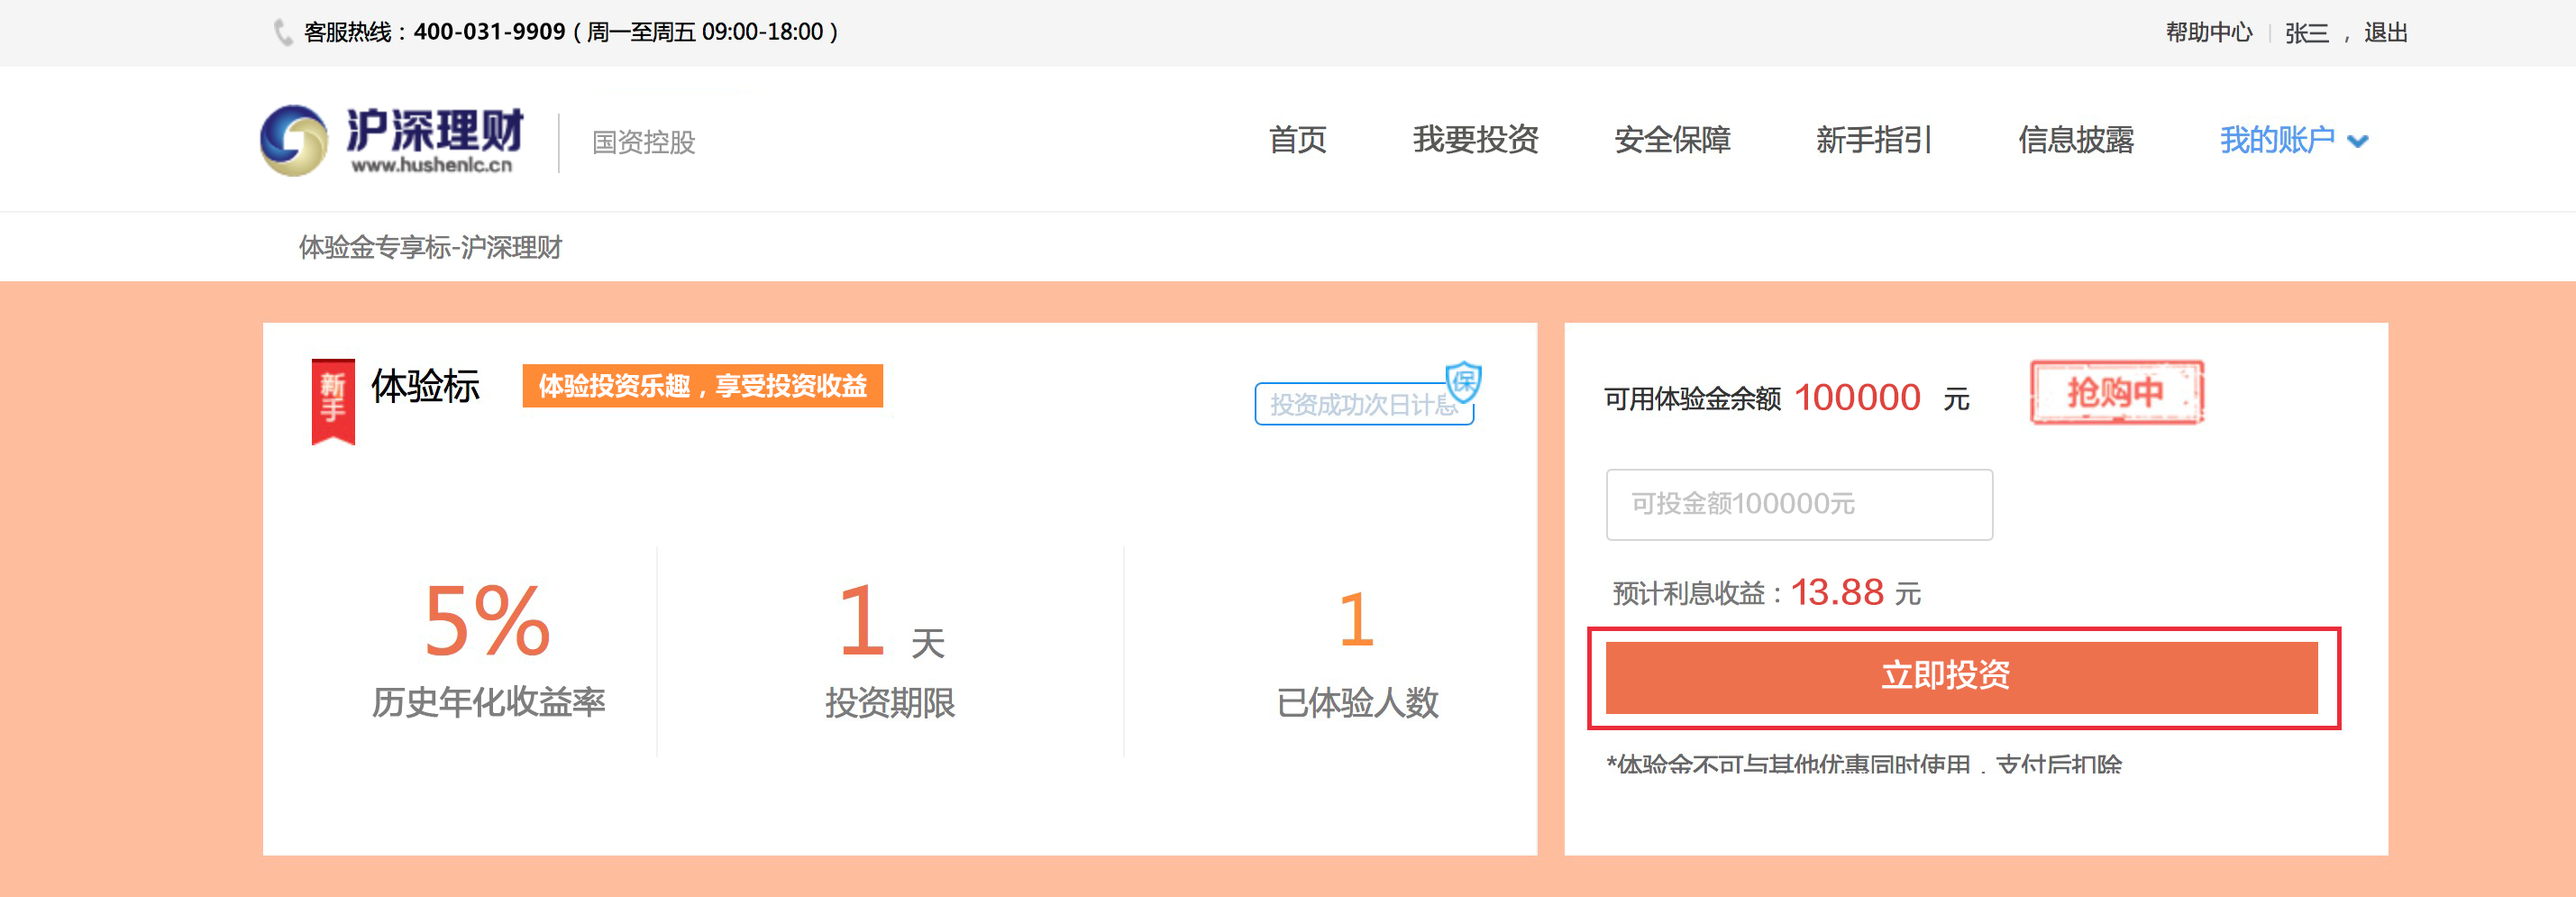 客服热线：400-031-9909（周一至周五 09:00-18:00）
帮助中心 | 张三 ，退出
沪深理财
www.hushenlc.cn
国资控股
首页 我要投资 安全保障 新手指引 信息披露 我的账户
体验金专享标-沪深理财
新手
体验标
体验投资乐趣，享受投资收益
投资成功次日计息
保
5%
历史年化收益率
1 天
投资期限
1
已体验人数
可用体验金余额 100000 元
抢购中
可投金额100000元
预计利息收益：13.88 元
立即投资
*体验金不可与其他优惠同时使用，支付后扣除